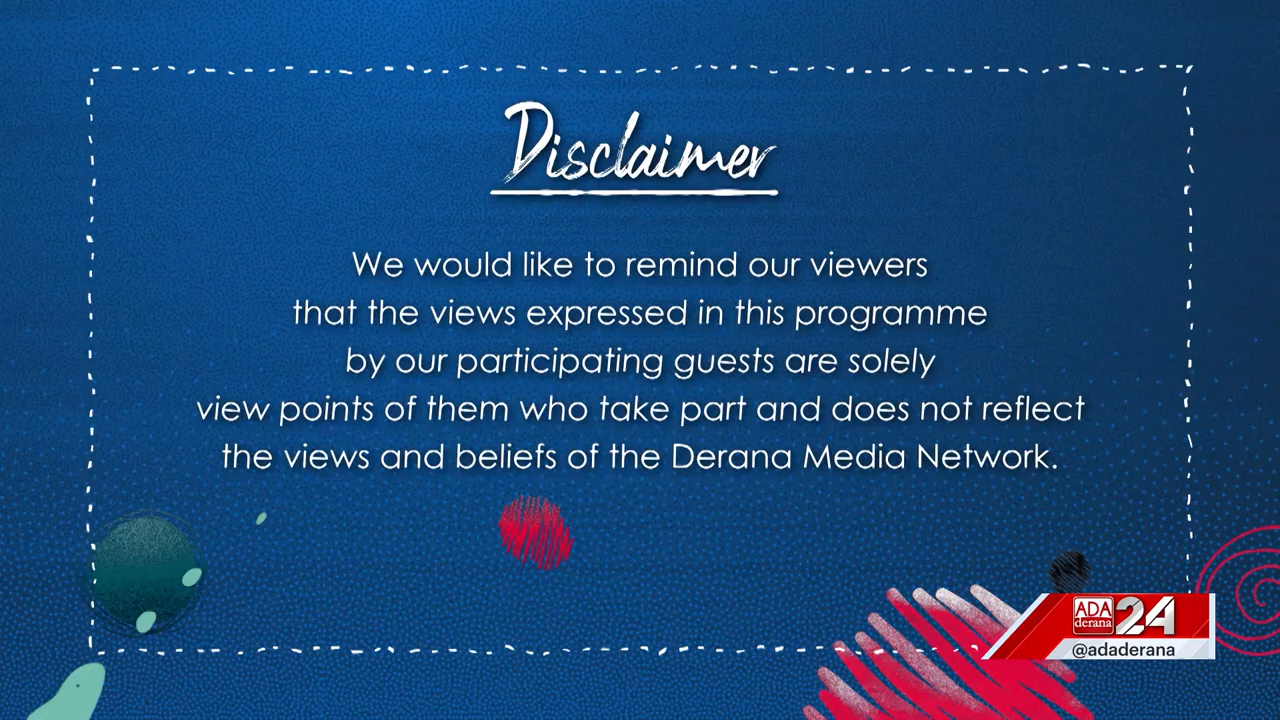 Disclaimer
We would like to remind our viewers
that the views expressed in this programme
by our participating guests are solely
view points of them who take part and does not reflect
the views and beliefs of the Derana Media Network.
ADA
derana
24
@adaderana